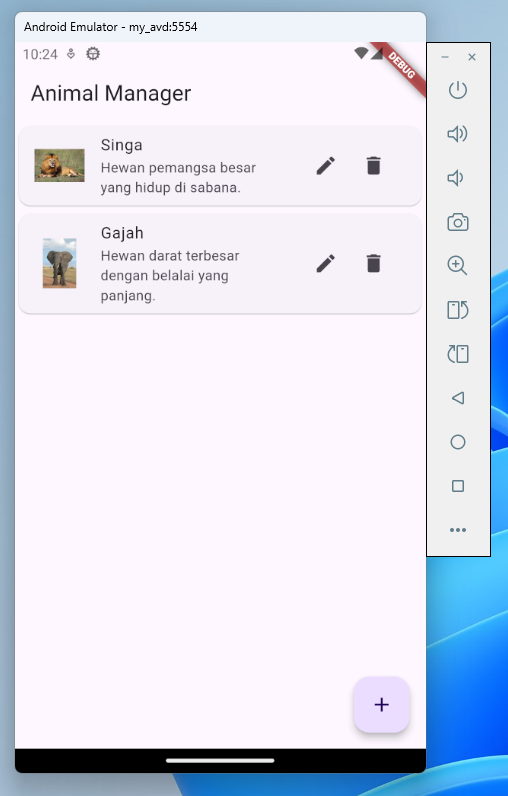 Android Emulator - my_avd:5554
10:24
DEBUG
Animal Manager
Singa
Hewan pemangsa besar
yang hidup di sabana.
Gajah
Hewan darat terbesar
dengan belalai yang
panjang.